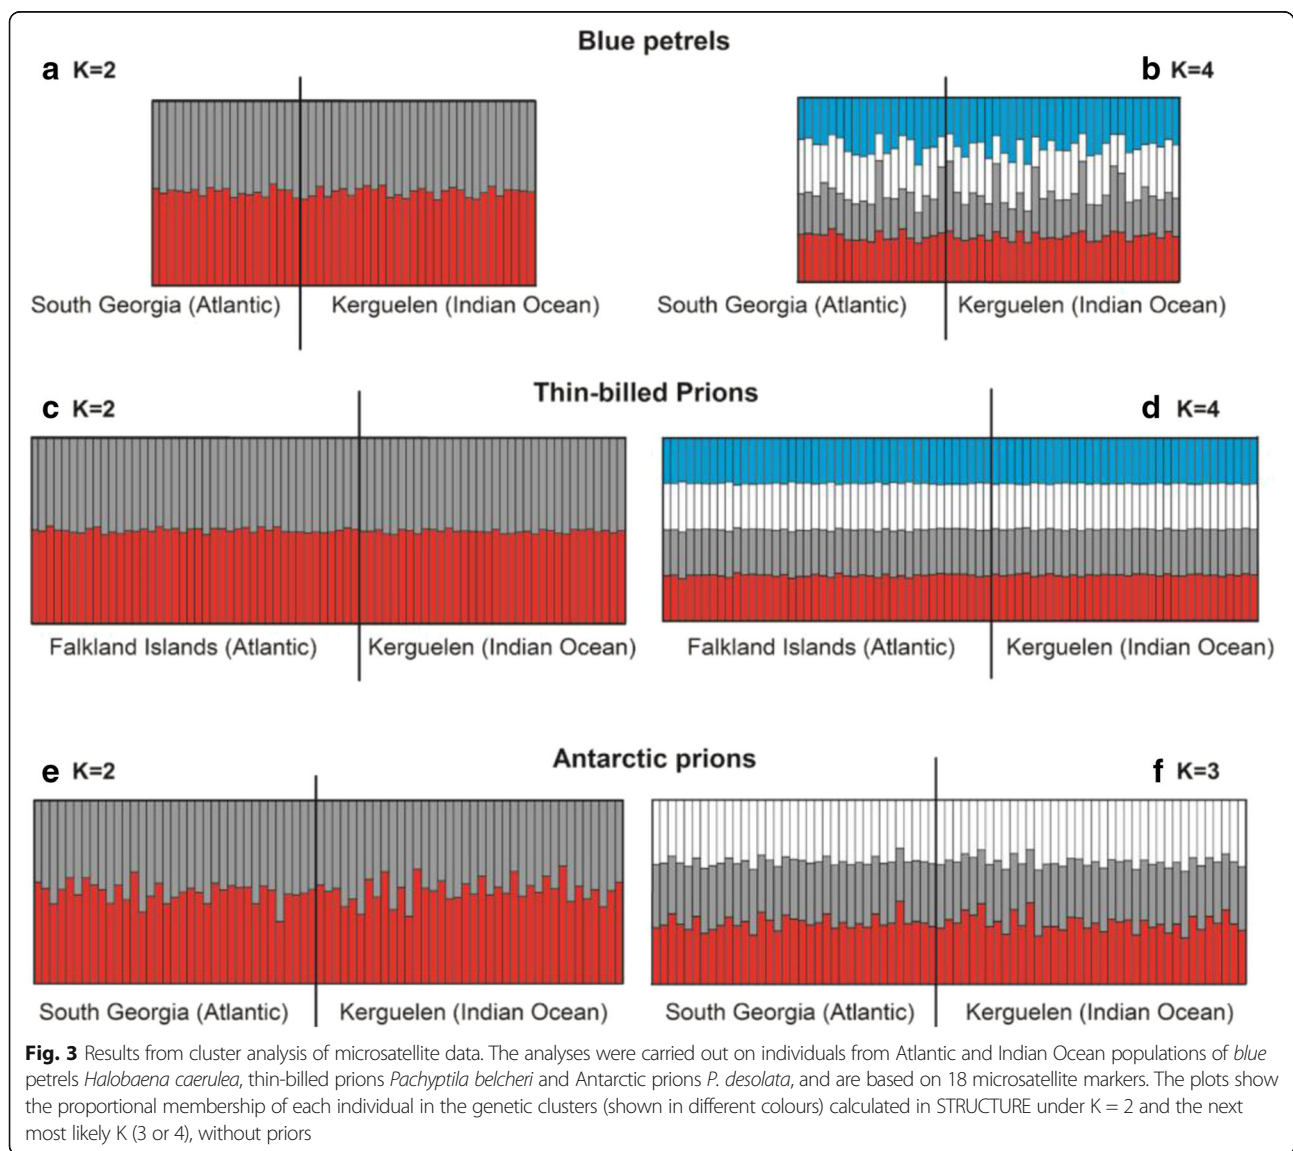 Blue petrels
a K=2
b K=4
South Georgia (Atlantic) Kerguelen (Indian Ocean)
South Georgia (Atlantic) Kerguelen (Indian Ocean)
Thin-billed Prions
c K=2
d K=4
Falkland Islands (Atlantic) Kerguelen (Indian Ocean)
Falkland Islands (Atlantic) Kerguelen (Indian Ocean)
Antarctic prions
e K=2
f K=3
South Georgia (Atlantic) Kerguelen (Indian Ocean)
South Georgia (Atlantic) Kerguelen (Indian Ocean)
Fig. 3 Results from cluster analysis of microsatellite data. The analyses were carried out on individuals from Atlantic and Indian Ocean populations of blue
petrels Halobaena caerulea, thin-billed prions Pachyptila belcheri and Antarctic prions P. desolata, and are based on 18 microsatellite markers. The plots show
the proportional membership of each individual in the genetic clusters (shown in different colours) calculated in STRUCTURE under K = 2 and the next
most likely K (3 or 4), without priors